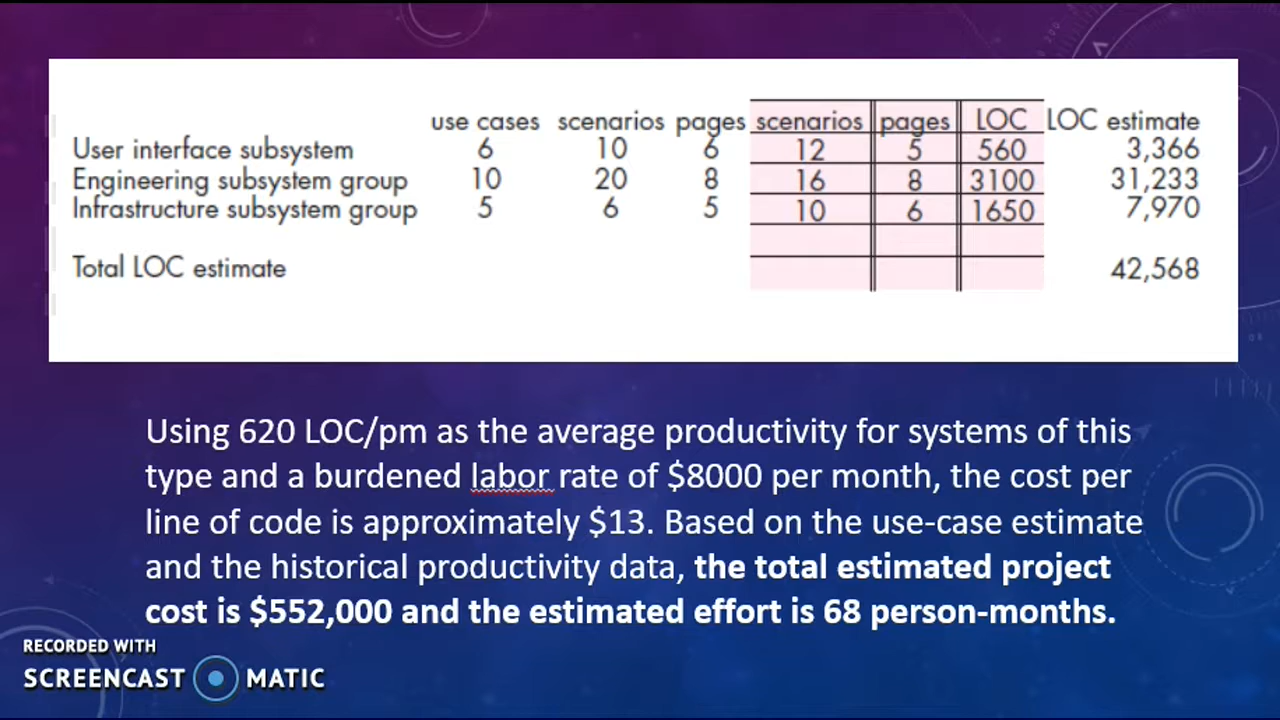 use cases scenarios pages scenarios pages LOC LOC estimate
User interface subsystem 6 10 6 12 5 560 3,366
Engineering subsystem group 10 20 8 16 8 3100 31,233
Infrastructure subsystem group 5 6 5 10 6 1650 7,970
Total LOC estimate 42,568
Using 620 LOC/pm as the average productivity for systems of this
type and a burdened labor rate of $8000 per month, the cost per
line of code is approximately $13. Based on the use-case estimate
and the historical productivity data, the total estimated project
cost is $552,000 and the estimated effort is 68 person-months.
RECORDED WITH
SCREENCAST MATIC